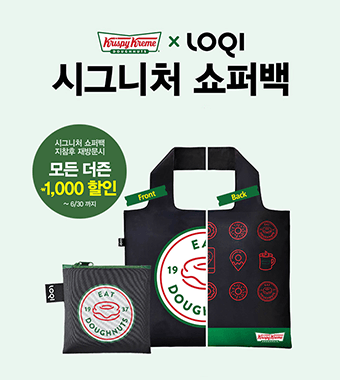 Krispy Kreme
DOUGHNUTS
× LOQI
시그니처 쇼퍼백
시그니처 쇼퍼백
지참후 재방문시
모든 더즌
₩1,000 할인
~ 6/30 까지
Front
Back
EAT
19
DOUGHNUTS
LOQI
EAT
19 37
DOUGHNUTS
Krispy Kreme
DOUGHNUTS